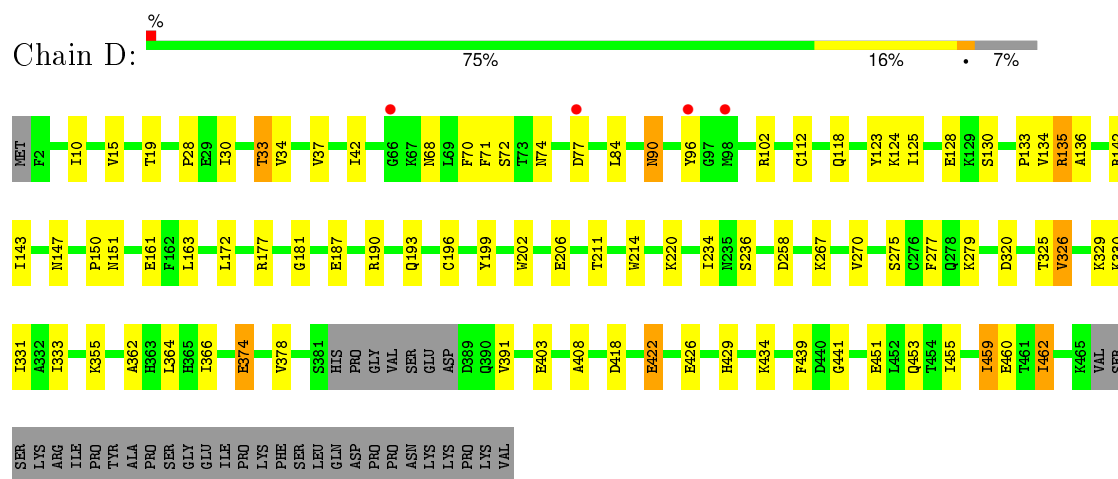 %
Chain D:
75% 16% • 7%
MET F2 I10 V15 T19 P28 E29 I30 T33 V34 V37 I42 G66 K67 N68 L69 F70 F71 S72 T73 N74 D77 L84 N90 Y96 G97 M98 R102 C112 Q118 Y123 K124 I125 E128 K129 S130 P133 V134 R135 A136
I143 N147 P150 N151 E161 F162 L163 L172 R177 G181 E187 R190 Q193 C196 Y199 W202 E206 T211 W214 K220 I234 N235 S236 D258 K267 V270 S275 C276 F277 Q278 K279 D320 T325 V326 K329
I331 A332 I333 K355 A362 H363 L364 H365 I366 E374 V378 S381 HIS PRO GLY VAL SER GLU ASP D389 Q390 V391 E403 A408 D418 E422 E426 H429 K434 F439 D440 G441 E451 L452 Q453 T454 I455 I459 E460 T461 I462 K465 VAL SER
SER LYS ARG ILE PRO TYR ALA PRO SER GLY GLU ILE PRO LYS PHE SER LEU GLN ASP PRO PRO ASN LYS LYS PRO LYS VAL